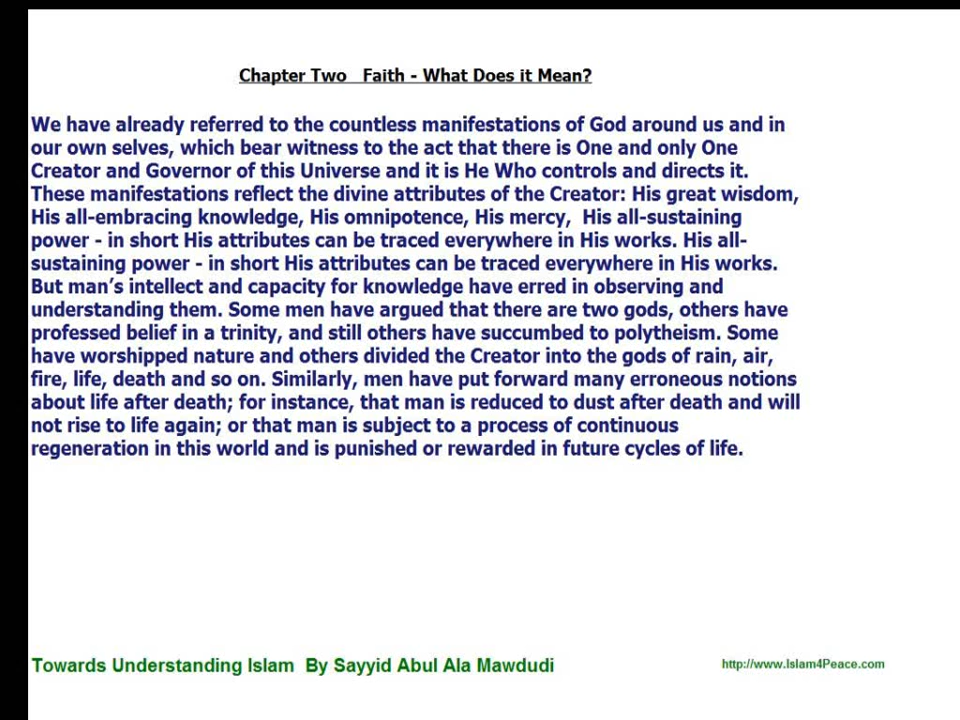 Chapter Two   Faith - What Does it Mean?
We have already referred to the countless manifestations of God around us and in
our own selves, which bear witness to the act that there is One and only One
Creator and Governor of this Universe and it is He Who controls and directs it.
These manifestations reflect the divine attributes of the Creator: His great wisdom,
His all-embracing knowledge, His omnipotence, His mercy,  His all-sustaining
power - in short His attributes can be traced everywhere in His works. His all-
sustaining power - in short His attributes can be traced everywhere in His works.
But man’s intellect and capacity for knowledge have erred in observing and
understanding them. Some men have argued that there are two gods, others have
professed belief in a trinity, and still others have succumbed to polytheism. Some
have worshipped nature and others divided the Creator into the gods of rain, air,
fire, life, death and so on. Similarly, men have put forward many erroneous notions
about life after death; for instance, that man is reduced to dust after death and will
not rise to life again; or that man is subject to a process of continuous
regeneration in this world and is punished or rewarded in future cycles of life.
Towards Understanding Islam  By Sayyid Abul Ala Mawdudi
http://www.Islam4Peace.com